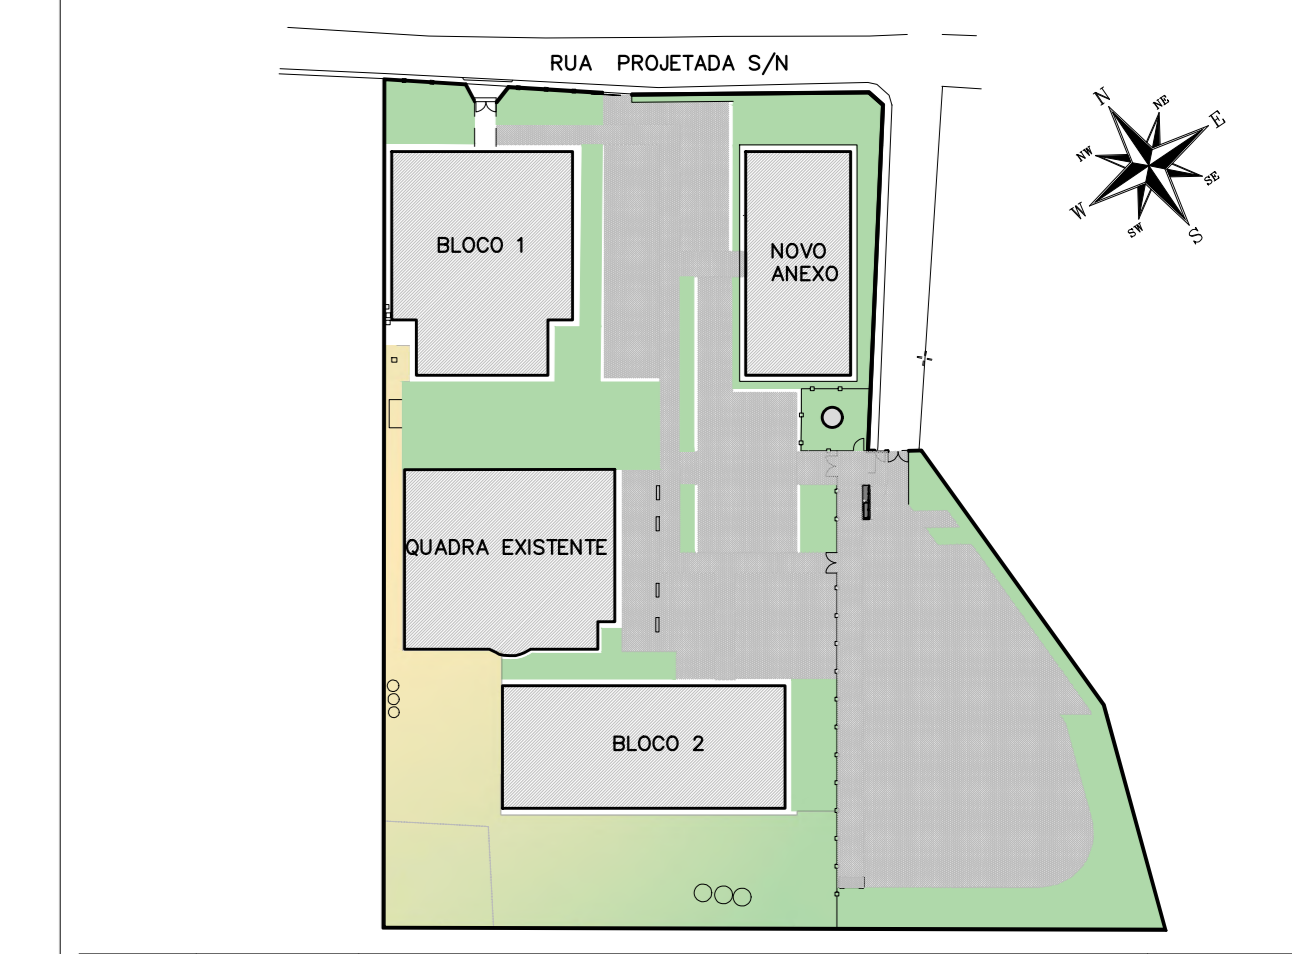 RUA PROJETADA S/N
N
NE
E
NW
SE
W
SW
S
BLOCO 1
NOVO
ANEXO
QUADRA EXISTENTE
BLOCO 2